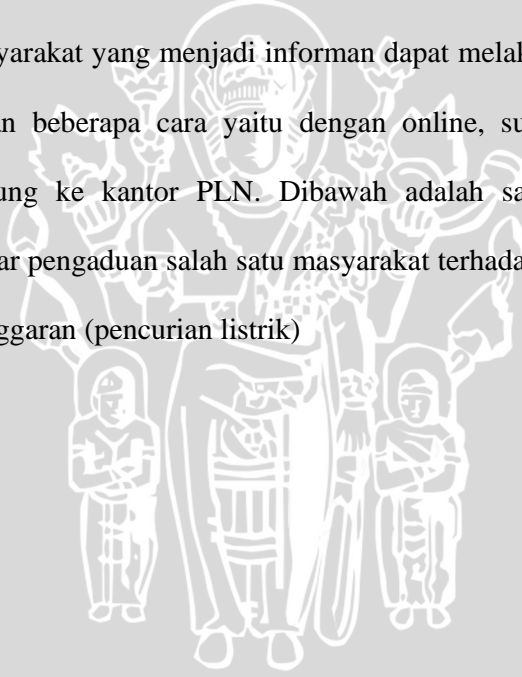 yarakat yang menjadi informan dapat melak
n beberapa cara yaitu dengan online, su
ung ke kantor PLN. Dibawah adalah sa
ar pengaduan salah satu masyarakat terhada
ggaran (pencurian listrik)